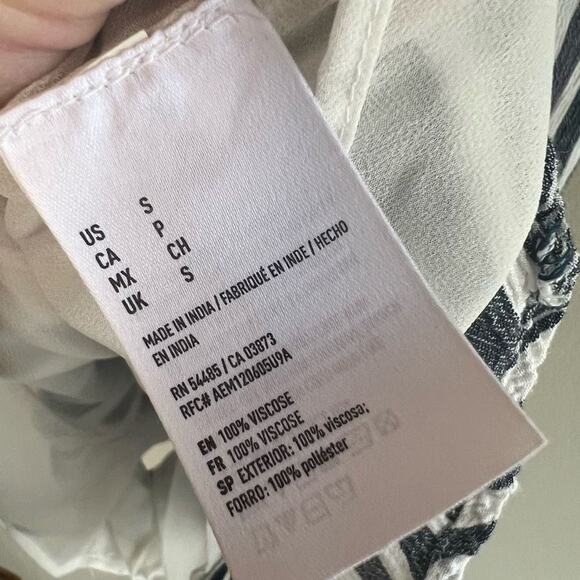 US S
CA P
MX CH
UK S
MADE IN INDIA / FABRIQUÉ EN INDE / HECHO
EN INDIA
RN 54485 / CA 03873
RFC# AEM120605U9A
EN 100% VISCOSE
FR 100% VISCOSE
SP EXTERIOR: 100% viscosa;
FORRO: 100% poliéster